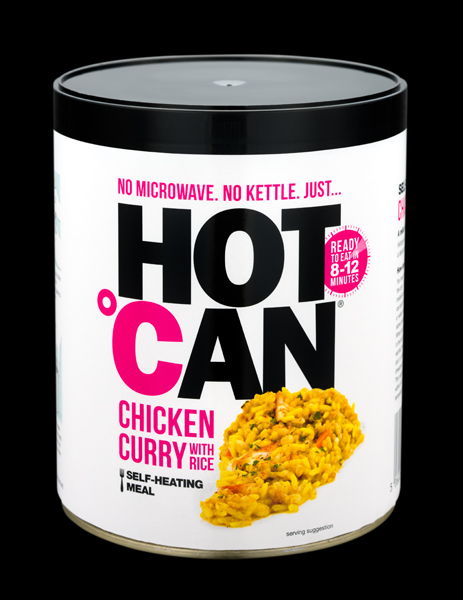 NO MICROWAVE. NO KETTLE. JUST...
HOT
°CAN®
READY
TO EAT IN
8-12
MINUTES
CHICKEN
CURRY WITH RICE
SELF-HEATING
MEAL
serving suggestion